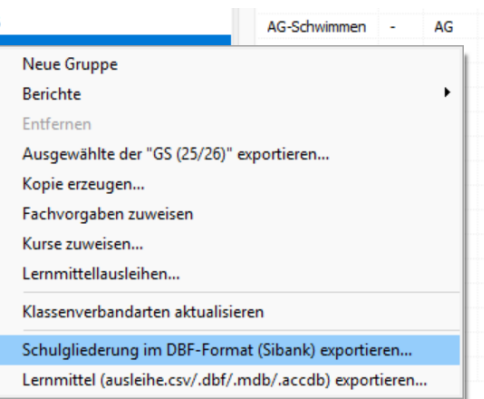 AG-Schwimmen - AG
Neue Gruppe
Berichte
Entfernen
Ausgewählte der "GS (25/26)" exportieren...
Kopie erzeugen...
Fachvorgaben zuweisen
Kurse zuweisen...
Lernmittellausleihen...
Klassenverbandarten aktualisieren
Schulgliederung im DBF-Format (Sibank) exportieren...
Lernmittel (ausleihe.csv/.dbf/.mdb/.accdb) exportieren...